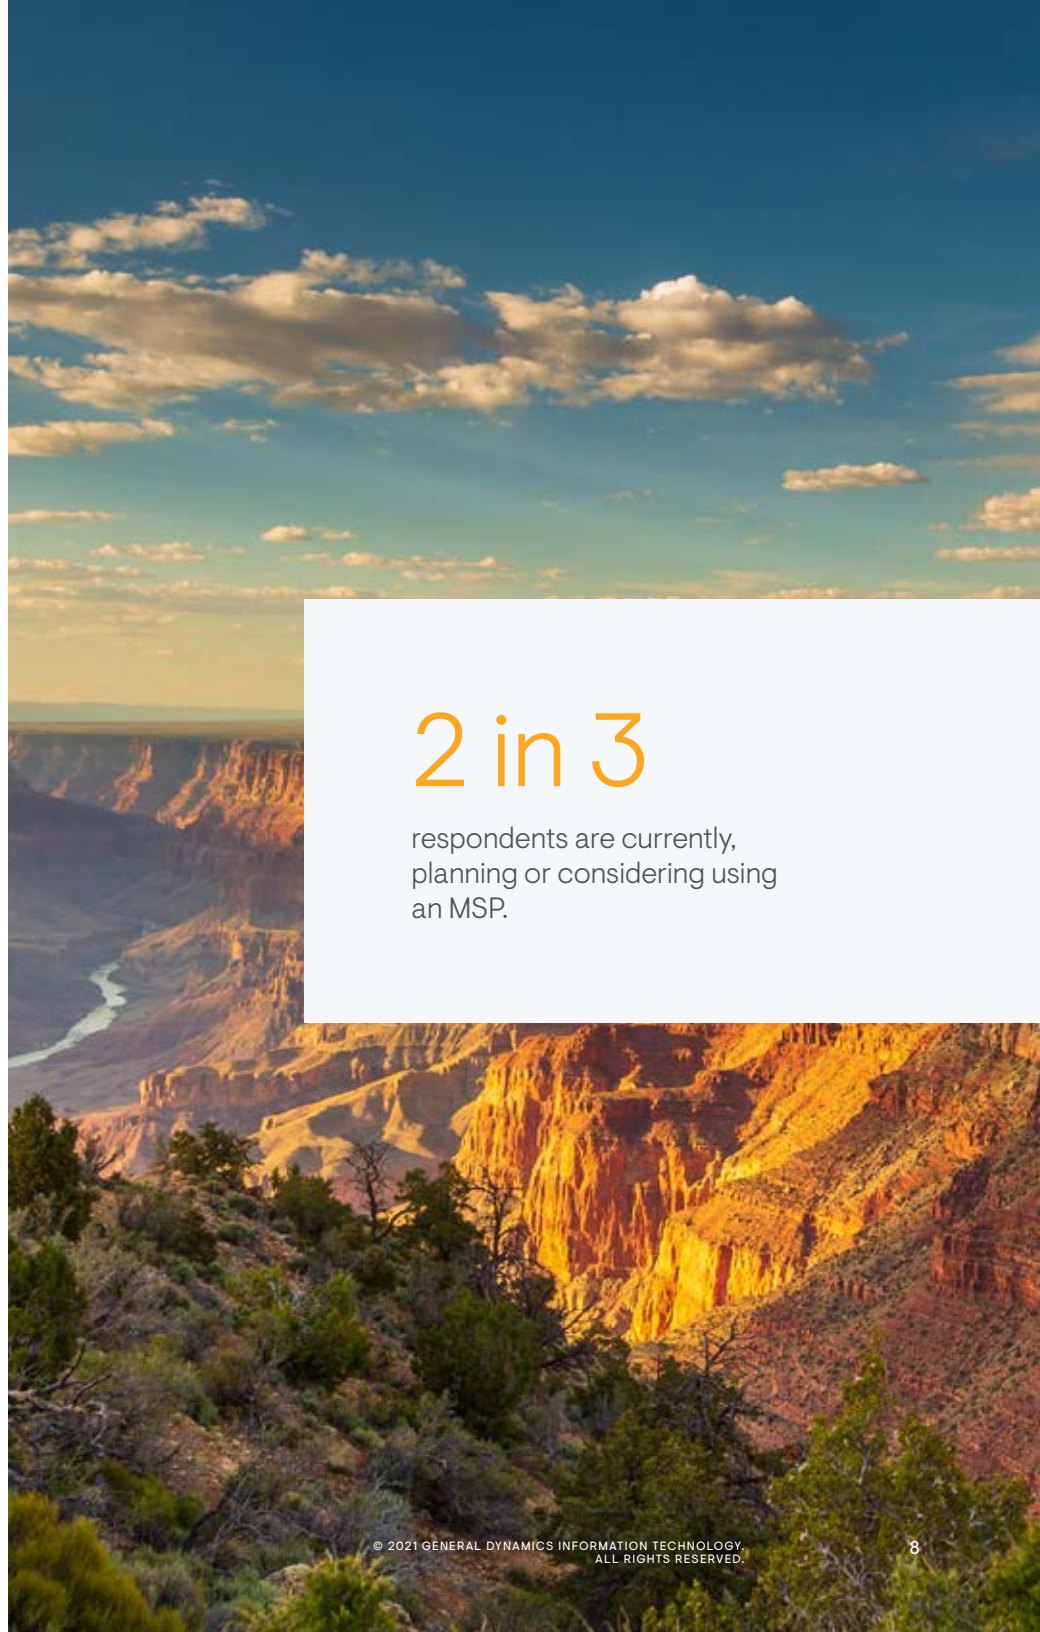 2 in 3
respondents are currently,
planning or considering using
an MSP.
© 2021 GENERAL DYNAMICS INFORMATION TECHNOLOGY.
ALL RIGHTS RESERVED.
8